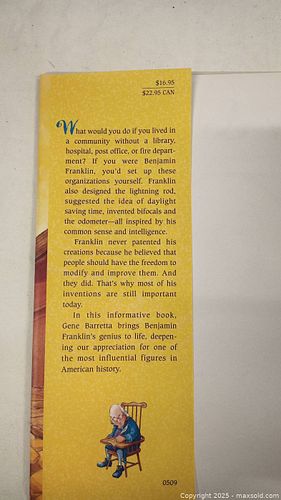 $16.95
$22.95 CAN
What would you do if you lived in
a community without a library,
hospital, post office, or fire depart-
ment? If you were Benjamin
Franklin, you'd set up these
organizations yourself. Franklin
also designed the lightning rod,
suggested the idea of daylight
saving time, invented bifocals and
the odometer—all inspired by his
common sense and intelligence.
Franklin never patented his
creations because he believed that
people should have the freedom to
modify and improve them. And
they did. That's why most of his
inventions are still important
today.
In this informative book,
Gene Barretta brings Benjamin
Franklin's genius to life, deepen-
ing our appreciation for one of
the most influential figures in
American history.
0509
Copyright © 2025 - maxsold.com